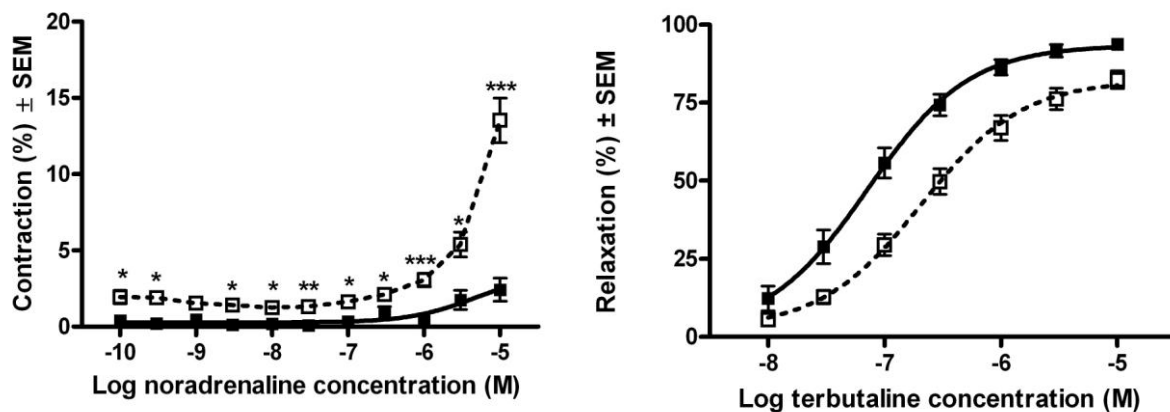 20
15
10
5
0
Contraction (%) ± SEM
* * * * ** * * *** * ***
-10 -9 -8 -7 -6 -5
Log noradrenaline concentration (M)
100
75
50
25
0
Relaxation (%) ± SEM
-8 -7 -6 -5
Log terbutaline concentration (M)